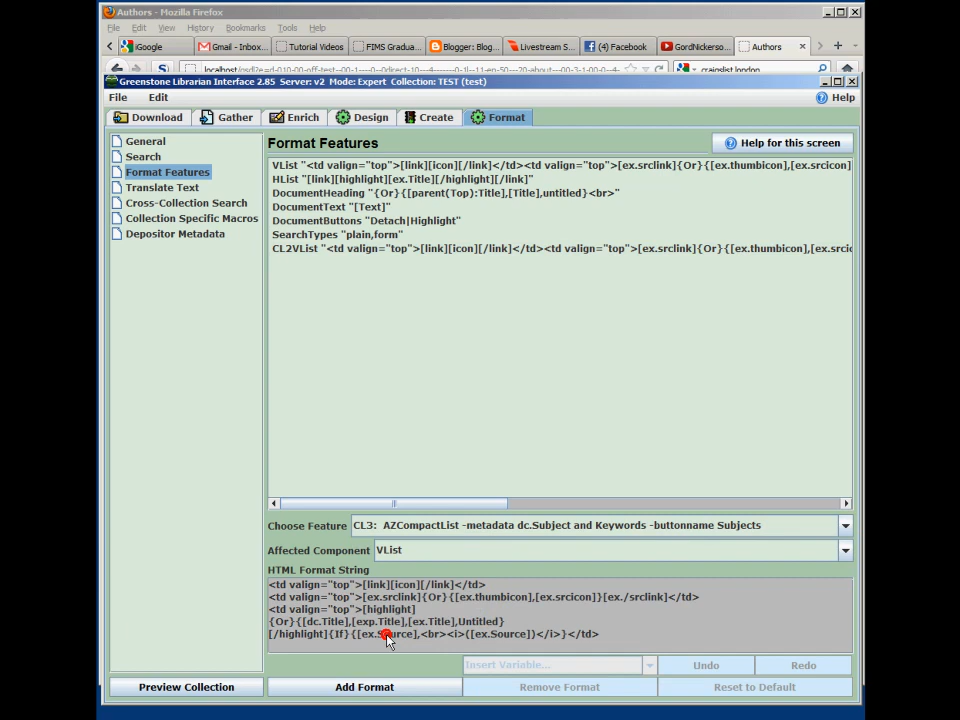 Authors - Mozilla Firefox
File Edit View History Bookmarks Tools Help
iGoogle Gmail - Inbox... Tutorial Videos FIMS Gradua... Blogger: Blog... Livestream S... (4) Facebook GordNickerso... Authors
craigslist london
Greenstone Librarian Interface 2.85 Server: v2 Mode: Expert Collection: TEST (test)
File Edit Help
Download Gather Enrich Design Create Format
General
Search
Format Features
Translate Text
Cross-Collection Search
Collection Specific Macros
Depositor Metadata
Format Features Help for this screen
VList "<td valign="top">[link][icon][/link]</td><td valign="top">[ex.srclink]{Or}{[ex.thumbicon],[ex.srcicon]
HList "[link][highlight][ex.Title][/highlight][/link]"
DocumentHeading "{Or}{[parent(Top):Title],[Title],untitled}<br>"
DocumentText "[Text]"
DocumentButtons "Detach|Highlight"
SearchTypes "plain,form"
CL2VList "<td valign="top">[link][icon][/link]</td><td valign="top">[ex.srclink]{Or}{[ex.thumbicon],[ex.srcic
Choose Feature CL3: AZCompactList -metadata dc.Subject and Keywords -buttonname Subjects
Affected Component VList
HTML Format String
<td valign="top">[link][icon][/link]</td>
<td valign="top">[ex.srclink]{Or}{[ex.thumbicon],[ex.srcicon]}[ex./srclink]</td>
<td valign="top">[highlight]
{Or}{[dc.Title],[exp.Title],[ex.Title],Untitled}
[/highlight]{If}{[ex.Source],<br><i>([ex.Source])</i>}</td>
Insert Variable... Undo Redo
Preview Collection Add Format Remove Format Reset to Default